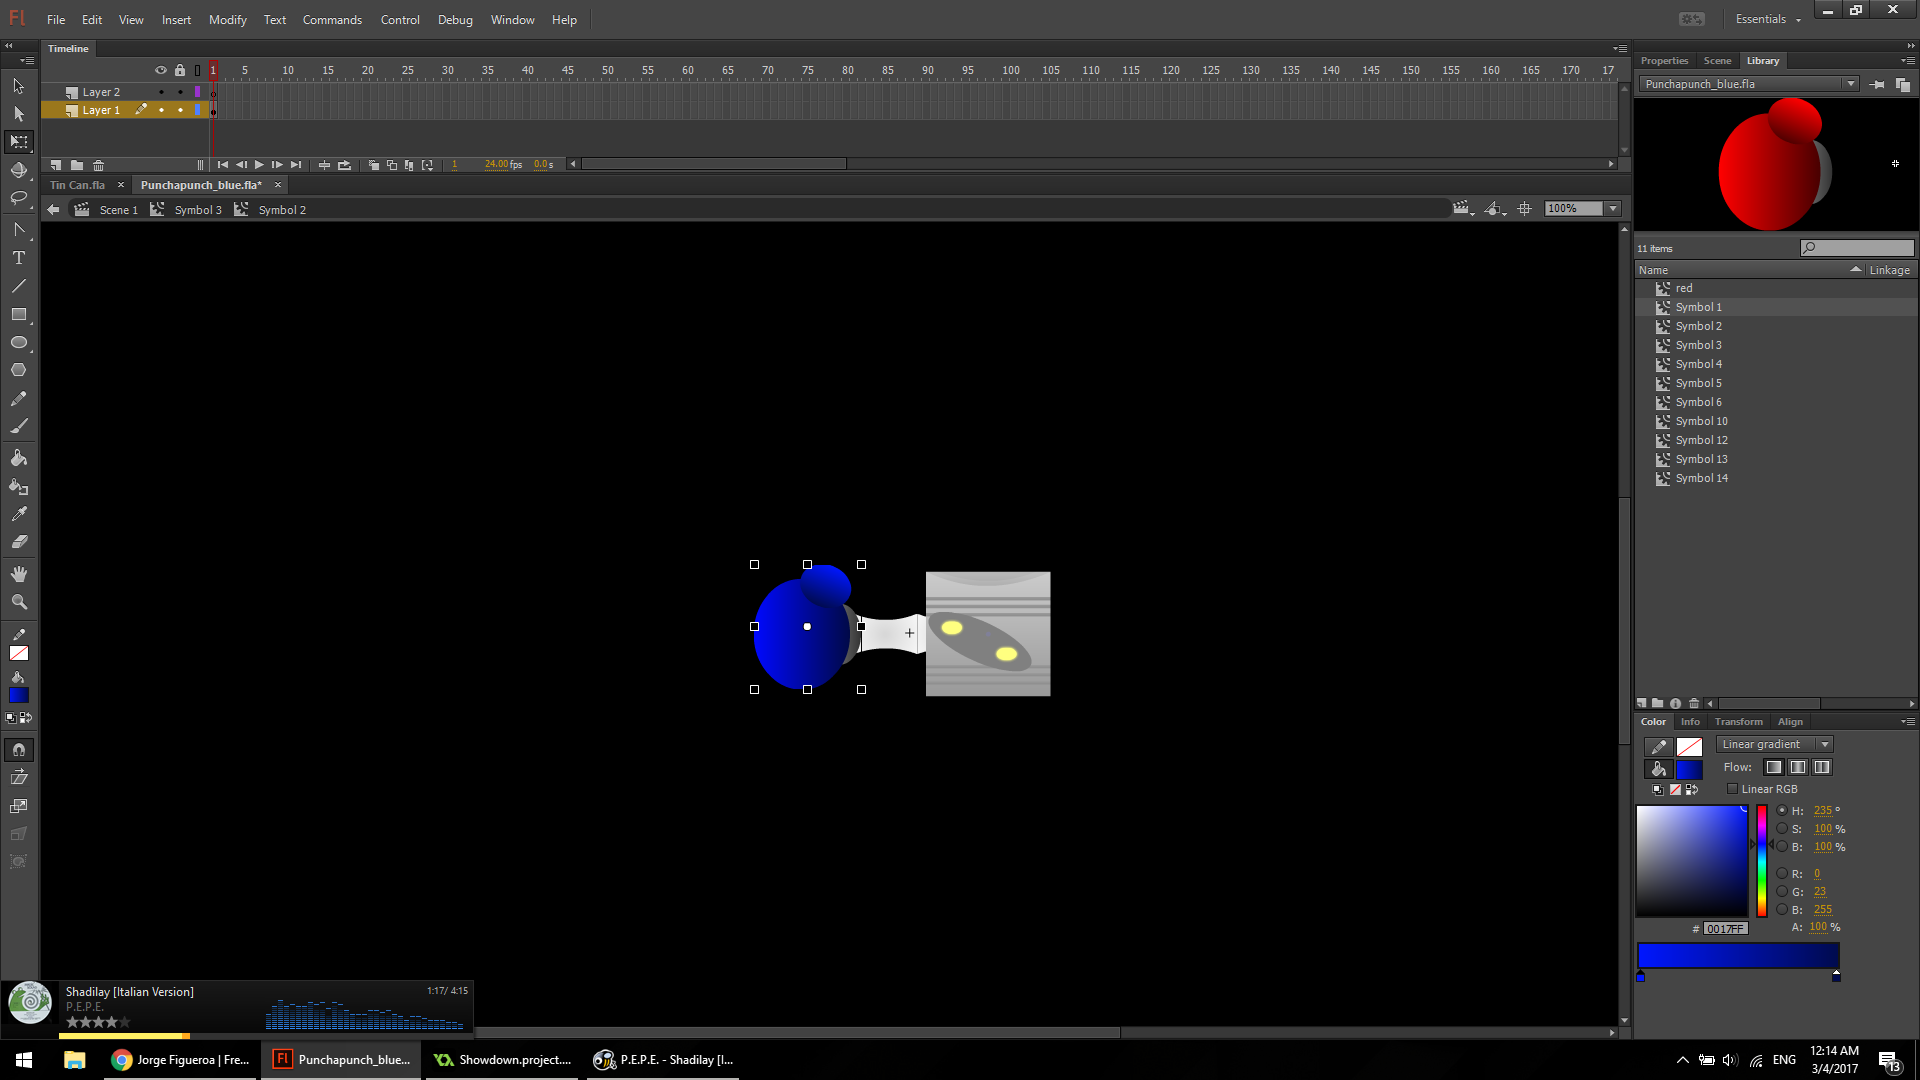 Fl File Edit View Insert Modify Text Commands Control Debug Window Help Essentials
Timeline
1 5 10 15 20 25 30 35 40 45 50 55 60 65 70 75 80 85 90 95 100 105 110 115 120 125 130 135 140 145 150 155 160 165 170 17
Layer 2
Layer 1
1 24.00 fps 0.0 s
Tin Can.fla Punchapunch_blue.fla*
Scene 1 Symbol 3 Symbol 2 100%
Properties Scene Library
Punchapunch_blue.fla
11 items
Name Linkage
red
Symbol 1
Symbol 2
Symbol 3
Symbol 4
Symbol 5
Symbol 6
Symbol 10
Symbol 12
Symbol 13
Symbol 14
Color Info Transform Align
Linear gradient
Flow:
Linear RGB
H: 235 °
S: 100 %
B: 100 %
R: 0
G: 23
B: 255
# 0017FF A: 100 %
Shadilay [Italian Version] 1:17/ 4:15
P.E.P.E.
Jorge Figueroa | Fre... Fl Punchapunch_blue... Showdown.project.... P.E.P.E. - Shadilay [I... ENG 12:14 AM
3/4/2017 13